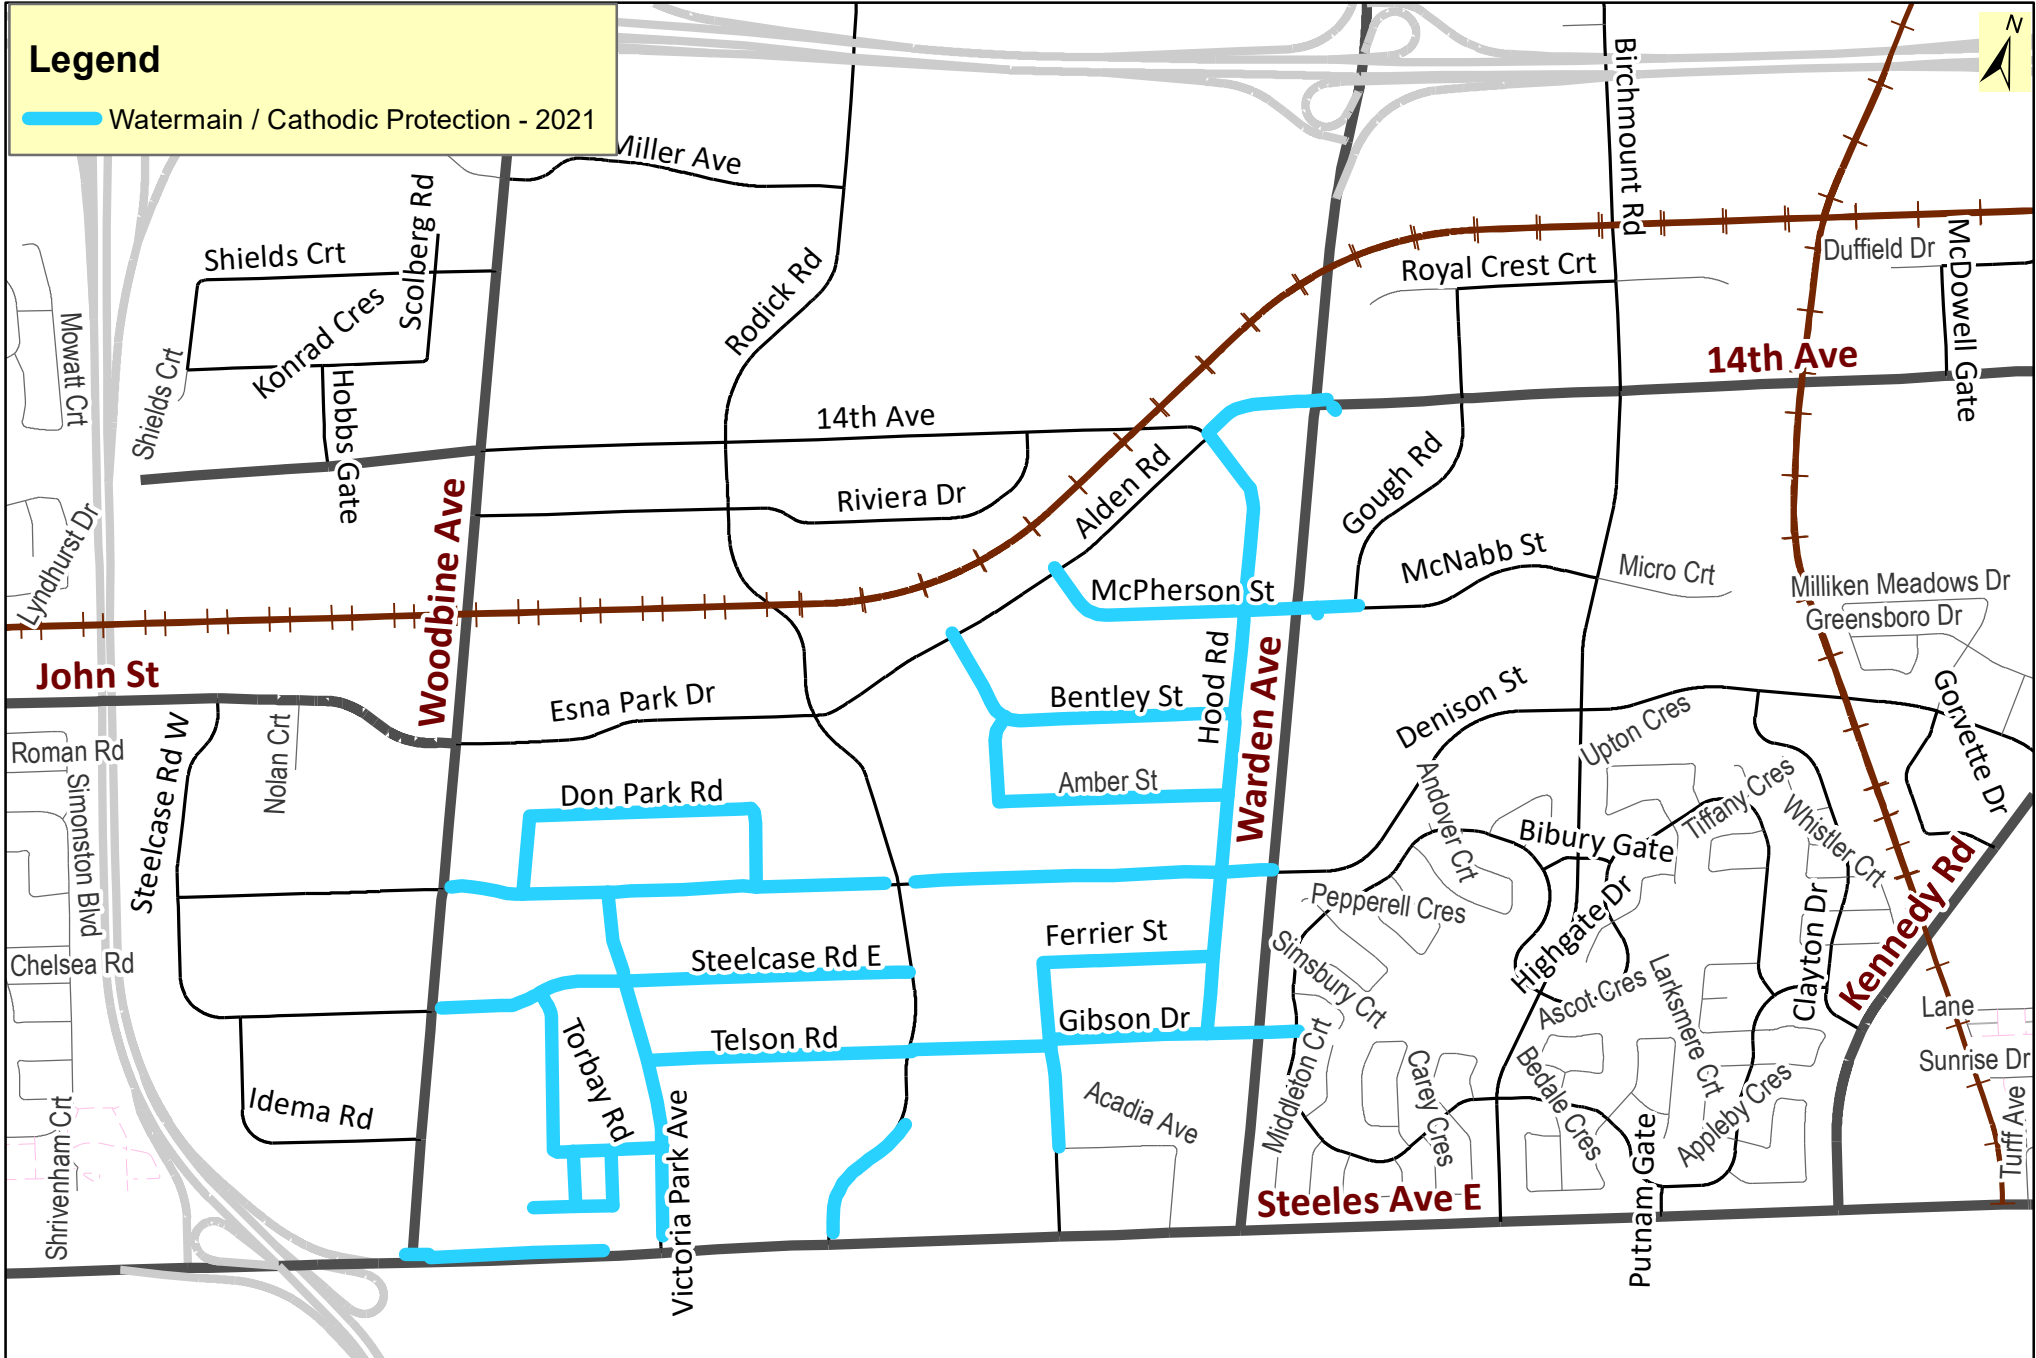 Legend
Watermain / Cathodic Protection - 2021
N
Miller Ave
Birchmount Rd
Scolberg Rd
Shields Crt
Konrad Cres
Rodick Rd
Royal Crest Crt
Duffield Dr
McDowell Gate
Mowatt Crt
Shields Crt
Hobbs Gate
14th Ave
14th Ave
Riviera Dr
Alden Rd
Gough Rd
Lyndhurst Dr
Woodbine Ave
McPherson St
McNabb St
Micro Crt
Milliken Meadows Dr
Greensboro Dr
John St
Esna Park Dr
Bentley St
Hood Rd
Warden Ave
Denison St
Upton Cres
Gorvette Dr
Roman Rd
Steelcase Rd W
Nolan Crt
Simonston Blvd
Don Park Rd
Amber St
Andover Crt
Bibury Gate
Tiffany Cres
Whistler Crt
Pepperell Cres
Highgate Dr
Clayton Dr
Kennedy Rd
Chelsea Rd
Steelcase Rd E
Ferrier St
Simsbury Crt
Ascot Cres
Larksmere Crt
Lane
Telson Rd
Gibson Dr
Torbay Rd
Idema Rd
Middleton Crt
Carey Cres
Bedale Cres
Appleby Cres
Sunrise Dr
Turff Ave
Shrivenham Crt
Victoria Park Ave
Acadia Ave
Steeles Ave E
Putnam Gate